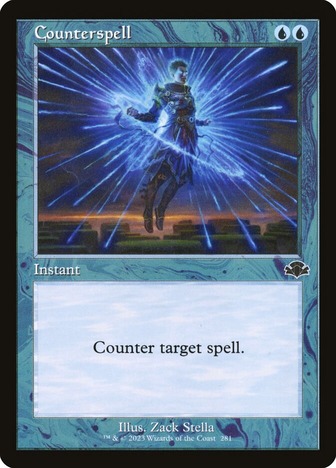 Counterspell
Instant
Counter target spell.
Illus. Zack Stella
™ & © 2023 Wizards of the Coast 281